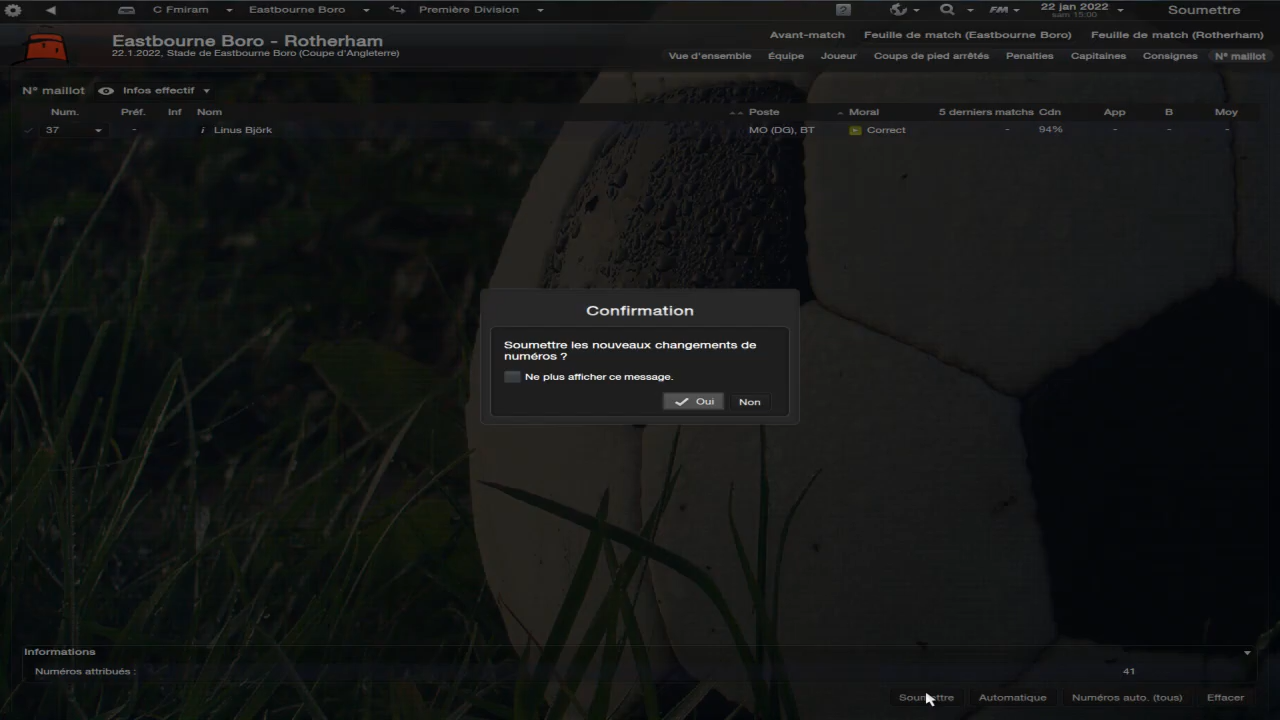 C Fmiram Eastbourne Boro Première Division ? FM 22 jan 2022 Soumettre
sam 15:00
Eastbourne Boro - Rotherham
22.1.2022, Stade de Eastbourne Boro (Coupe d'Angleterre)
Avant-match Feuille de match (Eastbourne Boro) Feuille de match (Rotherham)
Vue d'ensemble Équipe Joueur Coups de pied arrêtés Penalties Capitaines Consignes N° maillot
N° maillot Infos effectif
Num. Préf. Inf Nom Poste Moral 5 derniers matchs Cdn App B Moy
37 - i Linus Björk MO (DG), BT Correct - 94% - - -
Confirmation
Soumettre les nouveaux changements de
numéros ?
Ne plus afficher ce message.
Oui Non
Informations
Numéros attribués : 41
Soumettre Automatique Numéros auto. (tous) Effacer